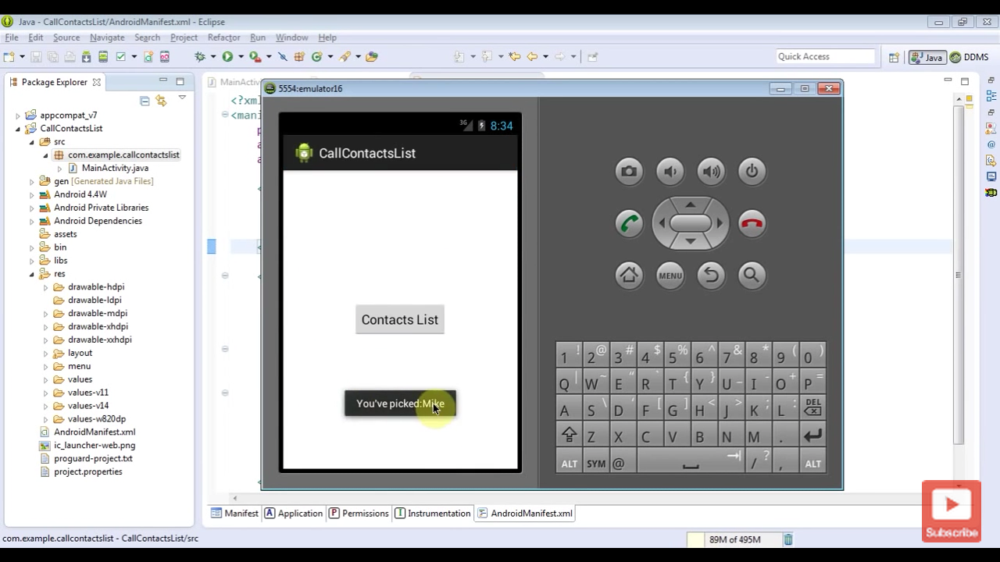 Java - CallContactsList/AndroidManifest.xml - Eclipse
File Edit Source Navigate Search Project Refactor Run Window Help
Quick Access
Java
DDMS
Package Explorer
appcompat_v7
CallContactsList
src
com.example.callcontactslist
MainActivity.java
gen [Generated Java Files]
Android 4.4W
Android Private Libraries
Android Dependencies
assets
bin
libs
res
drawable-hdpi
drawable-ldpi
drawable-mdpi
drawable-xhdpi
drawable-xxhdpi
layout
menu
values
values-v11
values-v14
values-w820dp
AndroidManifest.xml
ic_launcher-web.png
proguard-project.txt
project.properties
MainActivi
<?xm
<mani
5554:emulator16
3G 8:34
CallContactsList
Contacts List
You've picked:Mike
MENU
1 ! 2 @ 3 # 4 $ 5 % 6 ^ 7 & 8 * 9 ( 0 )
Q | W ~ E " R ` T { Y } U _ I - O + P =
A S \ D ' F [ G ] H < J > K ; L : DEL
Z X C V B N M .
ALT SYM @ / ? , ALT
Manifest Application Permissions Instrumentation AndroidManifest.xml
com.example.callcontactslist - CallContactsList/src
89M of 495M
Subscribe